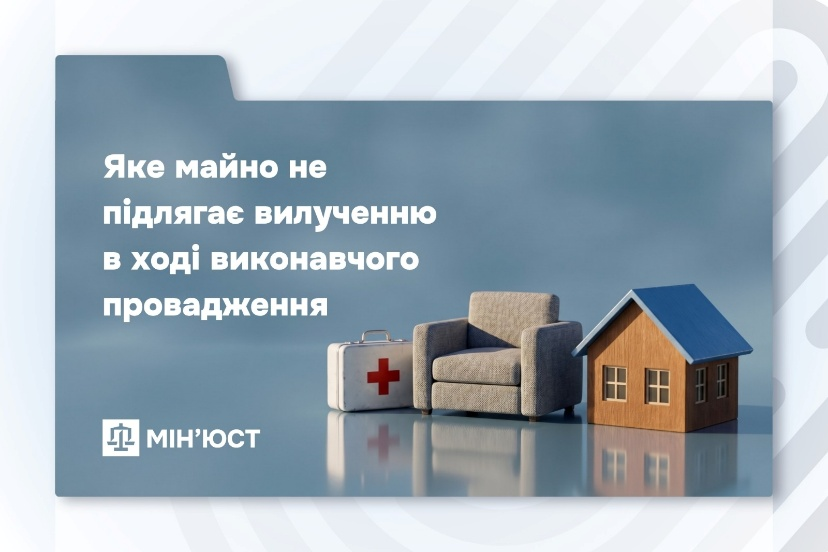 Яке майно не
підлягає вилученню
в ході виконавчого
провадження
МІН’ЮСТ